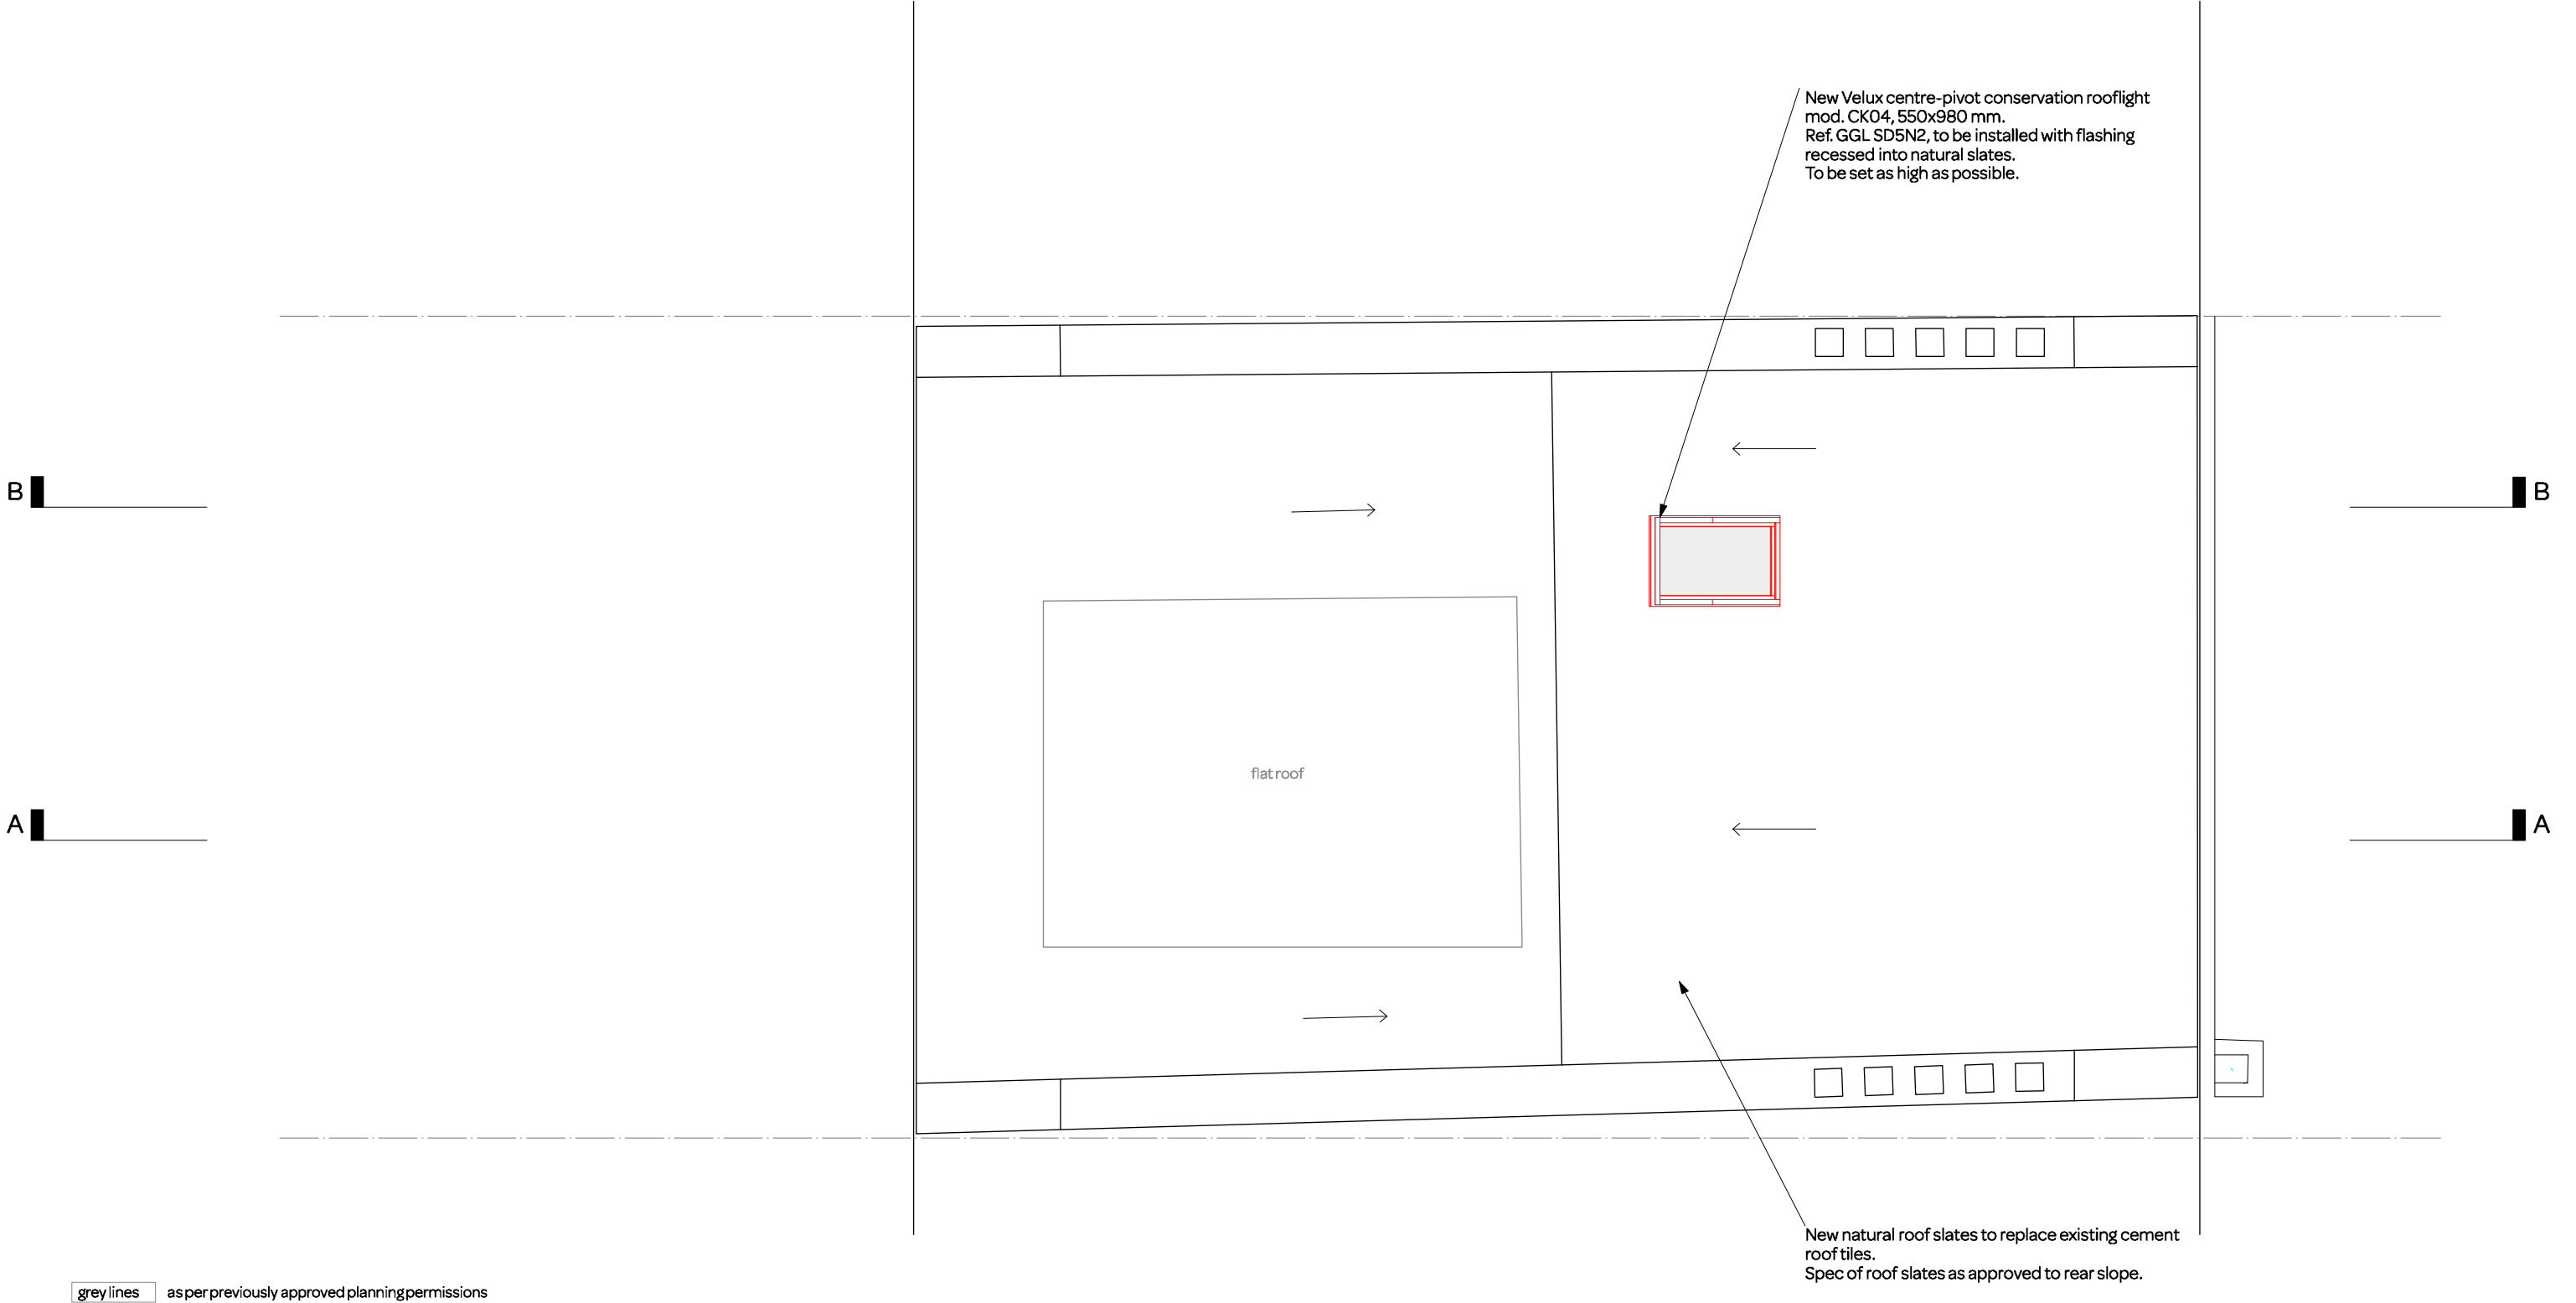 New Velux centre-pivot conservation rooflight
mod. CK04, 550x980 mm.
Ref. GGL SD5N2, to be installed with flashing
recessed into natural slates.
To be set as high as possible.
B
B
flat roof
A
A
New natural roof slates to replace existing cement
roof tiles.
Spec of roof slates as approved to rear slope.
grey lines as per previously approved planning permissions